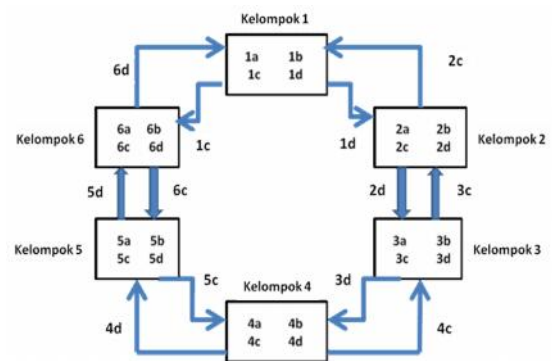 Kelompok 1
1a 1b
1c 1d
6d
2c
Kelompok 6
6a 6b
6c 6d
1c
1d
2a 2b
2c 2d
Kelompok 2
5d
6c
2d
3c
Kelompok 5
5a 5b
5c 5d
3a 3b
3c 3d
Kelompok 3
5c
Kelompok 4
3d
4a 4b
4c 4d
4d
4c